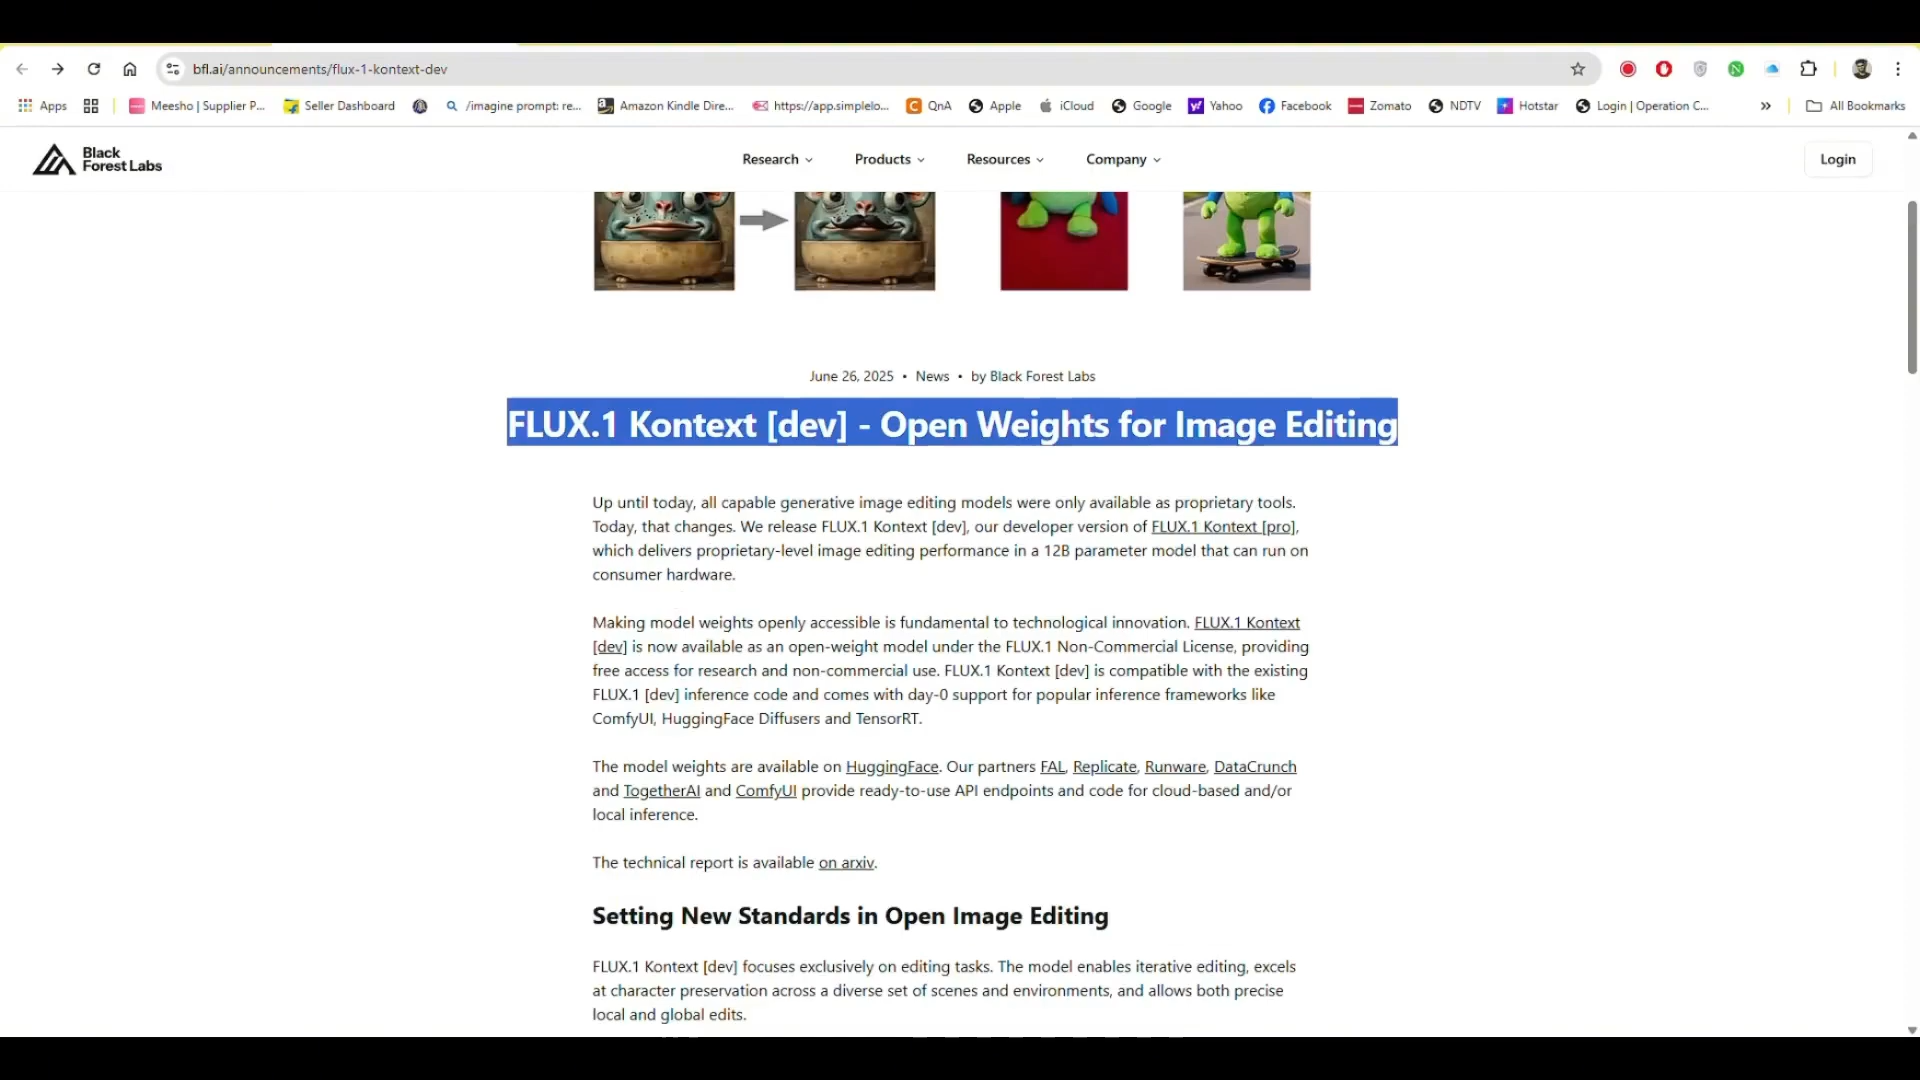 bfl.ai/announcements/flux-1-kontext-dev
Apps
Meesho | Supplier P...
Seller Dashboard
/imagine prompt: re...
Amazon Kindle Dire...
https://app.simplelo...
QnA
Apple
iCloud
Google
Yahoo
Facebook
Zomato
NDTV
Hotstar
Login | Operation C...
»
All Bookmarks
Black
Forest Labs
Research
Products
Resources
Company
Login
June 26, 2025 • News • by Black Forest Labs
FLUX.1 Kontext [dev] - Open Weights for Image Editing
Up until today, all capable generative image editing models were only available as proprietary tools.
Today, that changes. We release FLUX.1 Kontext [dev], our developer version of FLUX.1 Kontext [pro],
which delivers proprietary-level image editing performance in a 12B parameter model that can run on
consumer hardware.
Making model weights openly accessible is fundamental to technological innovation. FLUX.1 Kontext
[dev] is now available as an open-weight model under the FLUX.1 Non-Commercial License, providing
free access for research and non-commercial use. FLUX.1 Kontext [dev] is compatible with the existing
FLUX.1 [dev] inference code and comes with day-0 support for popular inference frameworks like
ComfyUI, HuggingFace Diffusers and TensorRT.
The model weights are available on HuggingFace. Our partners FAL, Replicate, Runware, DataCrunch
and TogetherAI and ComfyUI provide ready-to-use API endpoints and code for cloud-based and/or
local inference.
The technical report is available on arxiv.
Setting New Standards in Open Image Editing
FLUX.1 Kontext [dev] focuses exclusively on editing tasks. The model enables iterative editing, excels
at character preservation across a diverse set of scenes and environments, and allows both precise
local and global edits.